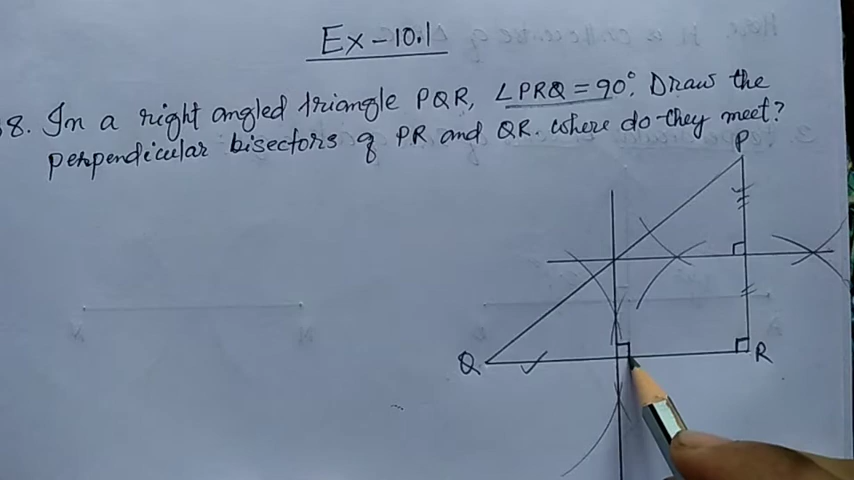 Ex-10.1
8. In a right angled triangle PQR, ∠PRQ = 90°. Draw the
perpendicular bisectors of PR and QR. Where do they meet?
P
Q
R